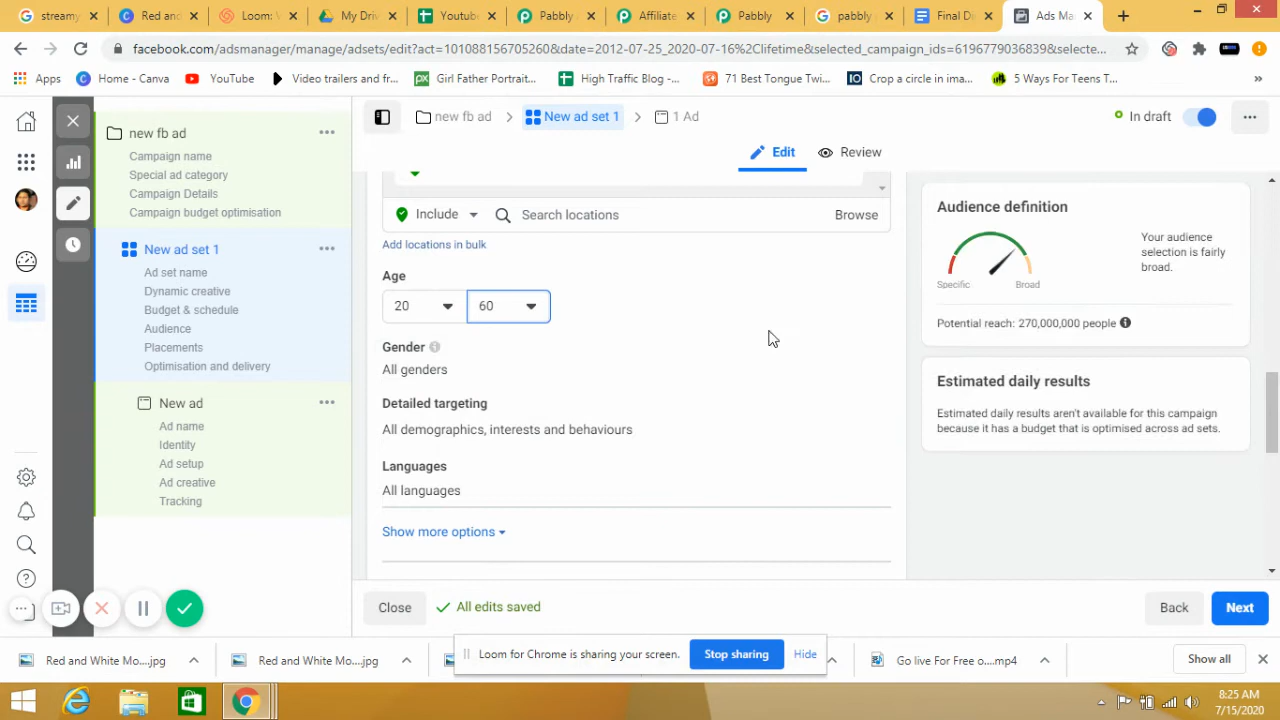 streamy
Red and
Loom: V
My Driv
Youtube
Pabbly
Affiliate
Pabbly
pabbly
Final Di
Ads Ma
facebook.com/adsmanager/manage/adsets/edit?act=101088156705260&date=2012-07-25_2020-07-16%2Clifetime&selected_campaign_ids=6196779036839&selecte...
Apps
Home - Canva
YouTube
Video trailers and fr...
Girl Father Portrait...
High Traffic Blog -...
71 Best Tongue Twi...
Crop a circle in ima...
5 Ways For Teens T...
»
new fb ad
Campaign name
Special ad category
Campaign Details
Campaign budget optimisation
New ad set 1
Ad set name
Dynamic creative
Budget & schedule
Audience
Placements
Optimisation and delivery
New ad
Ad name
Identity
Ad setup
Ad creative
Tracking
new fb ad > New ad set 1 > 1 Ad
In draft
Edit
Review
Include
Search locations
Browse
Add locations in bulk
Age
20
60
Gender
All genders
Detailed targeting
All demographics, interests and behaviours
Languages
All languages
Show more options
Audience definition
Your audience
selection is fairly
broad.
Specific
Broad
Potential reach: 270,000,000 people
Estimated daily results
Estimated daily results aren't available for this campaign
because it has a budget that is optimised across ad sets.
Close
All edits saved
Back
Next
Red and White Mo....jpg
Red and White Mo....jpg
Loom for Chrome is sharing your screen.
Stop sharing
Hide
Go live For Free o....mp4
Show all
8:25 AM
7/15/2020